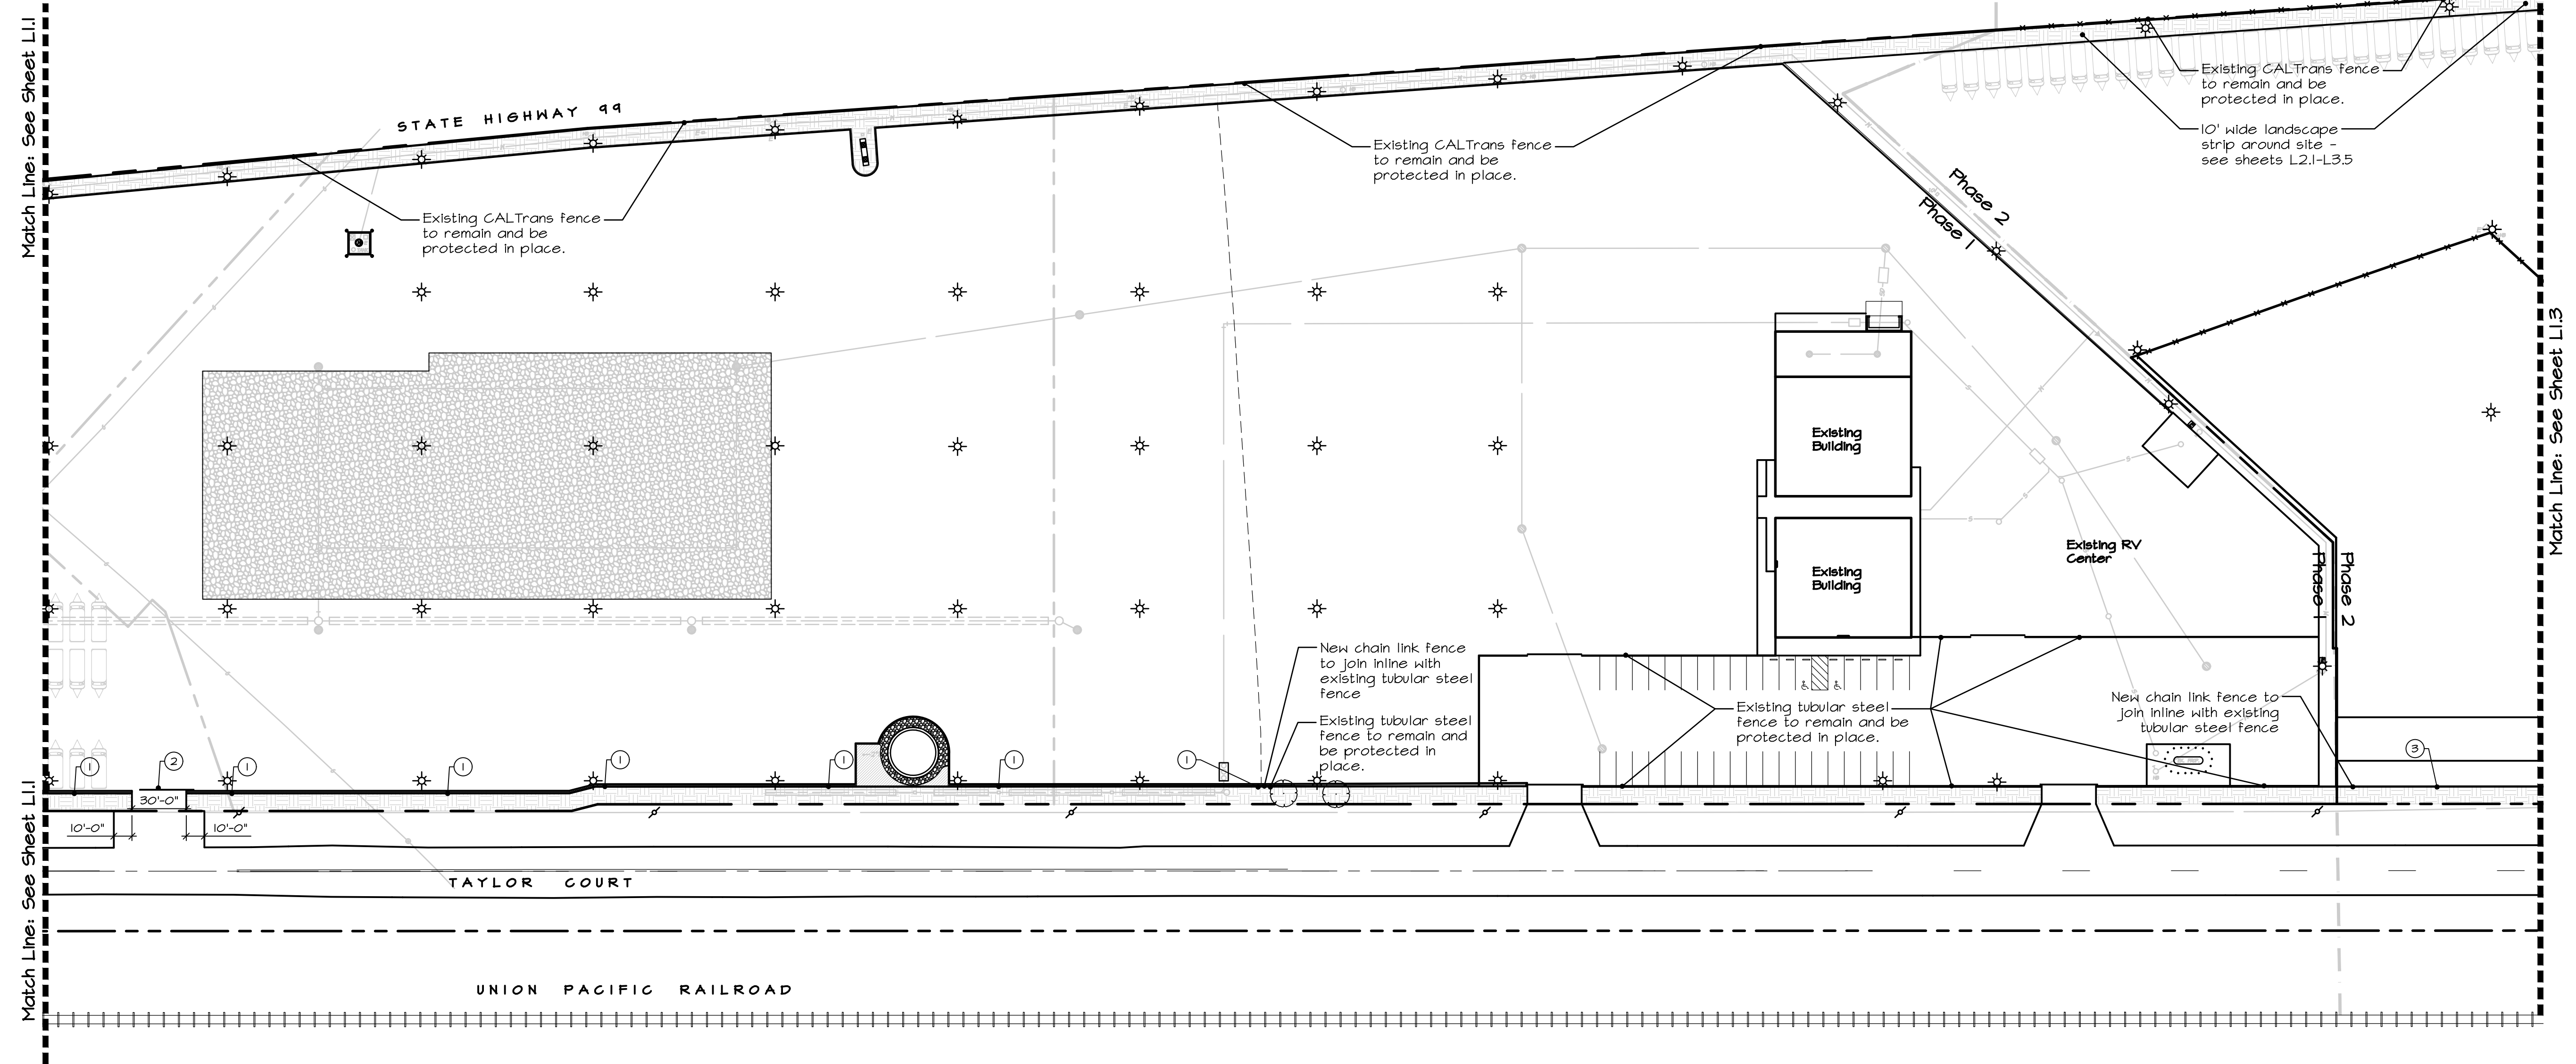 Match Line: See Sheet L1.1
STATE HIGHWAY 99
Existing CALTrans fence
to remain and be
protected in place.
Existing CALTrans fence
to remain and be
protected in place.
Existing CALTrans fence
to remain and be
protected in place.
10' wide landscape
strip around site -
see sheets L2.1-L3.5
Phase 2
Phase 1
Match Line: See Sheet L1.3
Existing
Building
Existing
Building
Existing RV
Center
Phase 1
Phase 2
New chain link fence
to join inline with
existing tubular steel
fence
Existing tubular steel
fence to remain and
be protected in
place.
Existing tubular steel
fence to remain and be
protected in place.
New chain link fence to
join inline with existing
tubular steel fence
1
2
1
1
1
1
1
1
3
30'-0"
10'-0"
10'-0"
Match Line: See Sheet L1.1
TAYLOR COURT
UNION PACIFIC RAILROAD